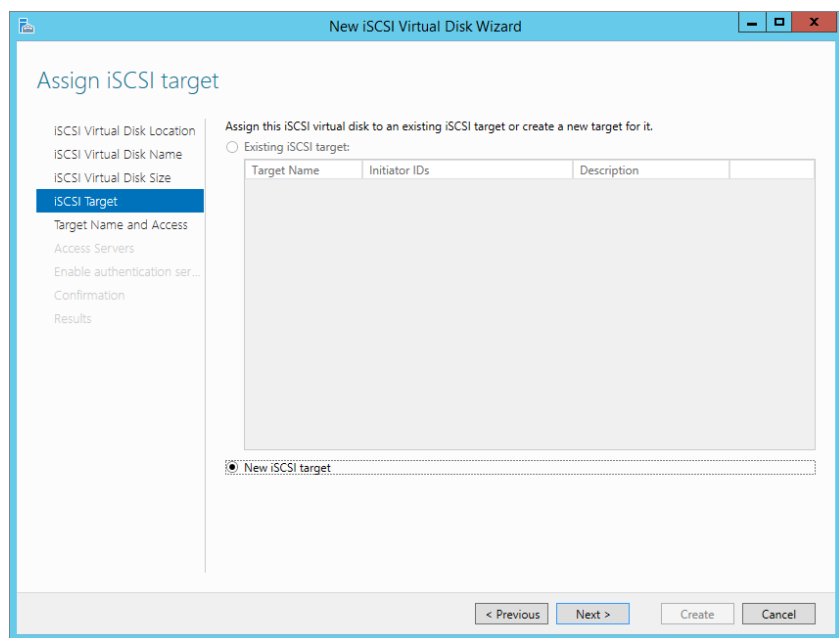 New iSCSI Virtual Disk Wizard
Assign iSCSI target
iSCSI Virtual Disk Location
iSCSI Virtual Disk Name
iSCSI Virtual Disk Size
iSCSI Target
Target Name and Access
Access Servers
Enable authentication ser...
Confirmation
Results
Assign this iSCSI virtual disk to an existing iSCSI target or create a new target for it.
Existing iSCSI target:
Target Name Initiator IDs Description
New iSCSI target
< Previous Next > Create Cancel